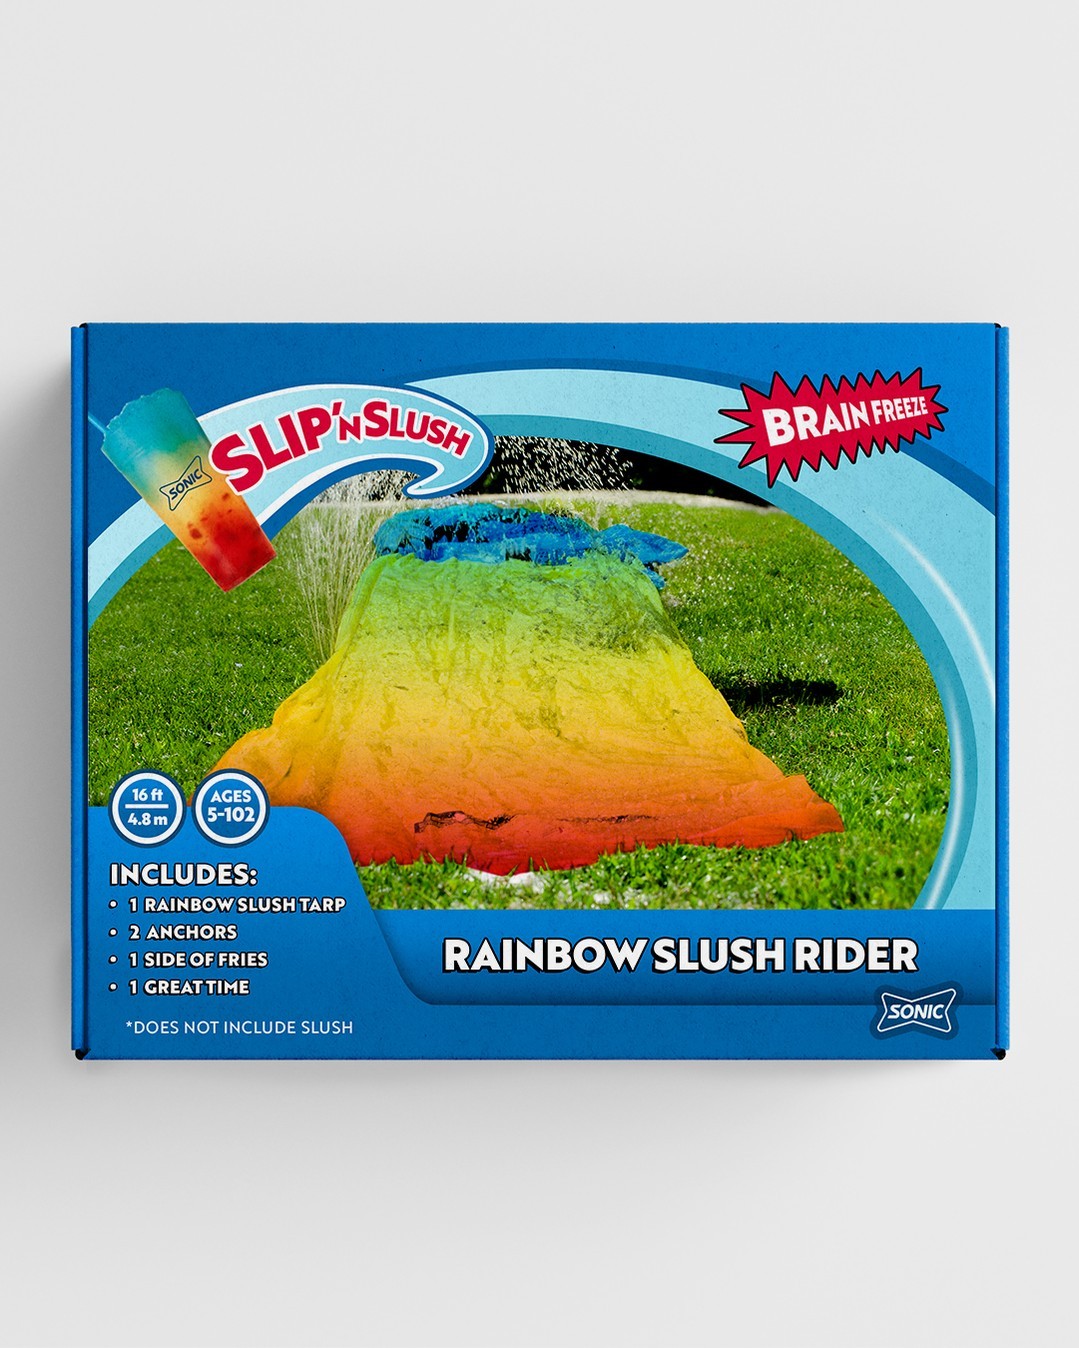 SONIC
SLIP'N SLUSH
BRAIN FREEZE
16 ft
4.8 m
AGES
5-102
INCLUDES:
• 1 RAINBOW SLUSH TARP
• 2 ANCHORS
• 1 SIDE OF FRIES
• 1 GREAT TIME
*DOES NOT INCLUDE SLUSH
RAINBOW SLUSH RIDER
SONIC